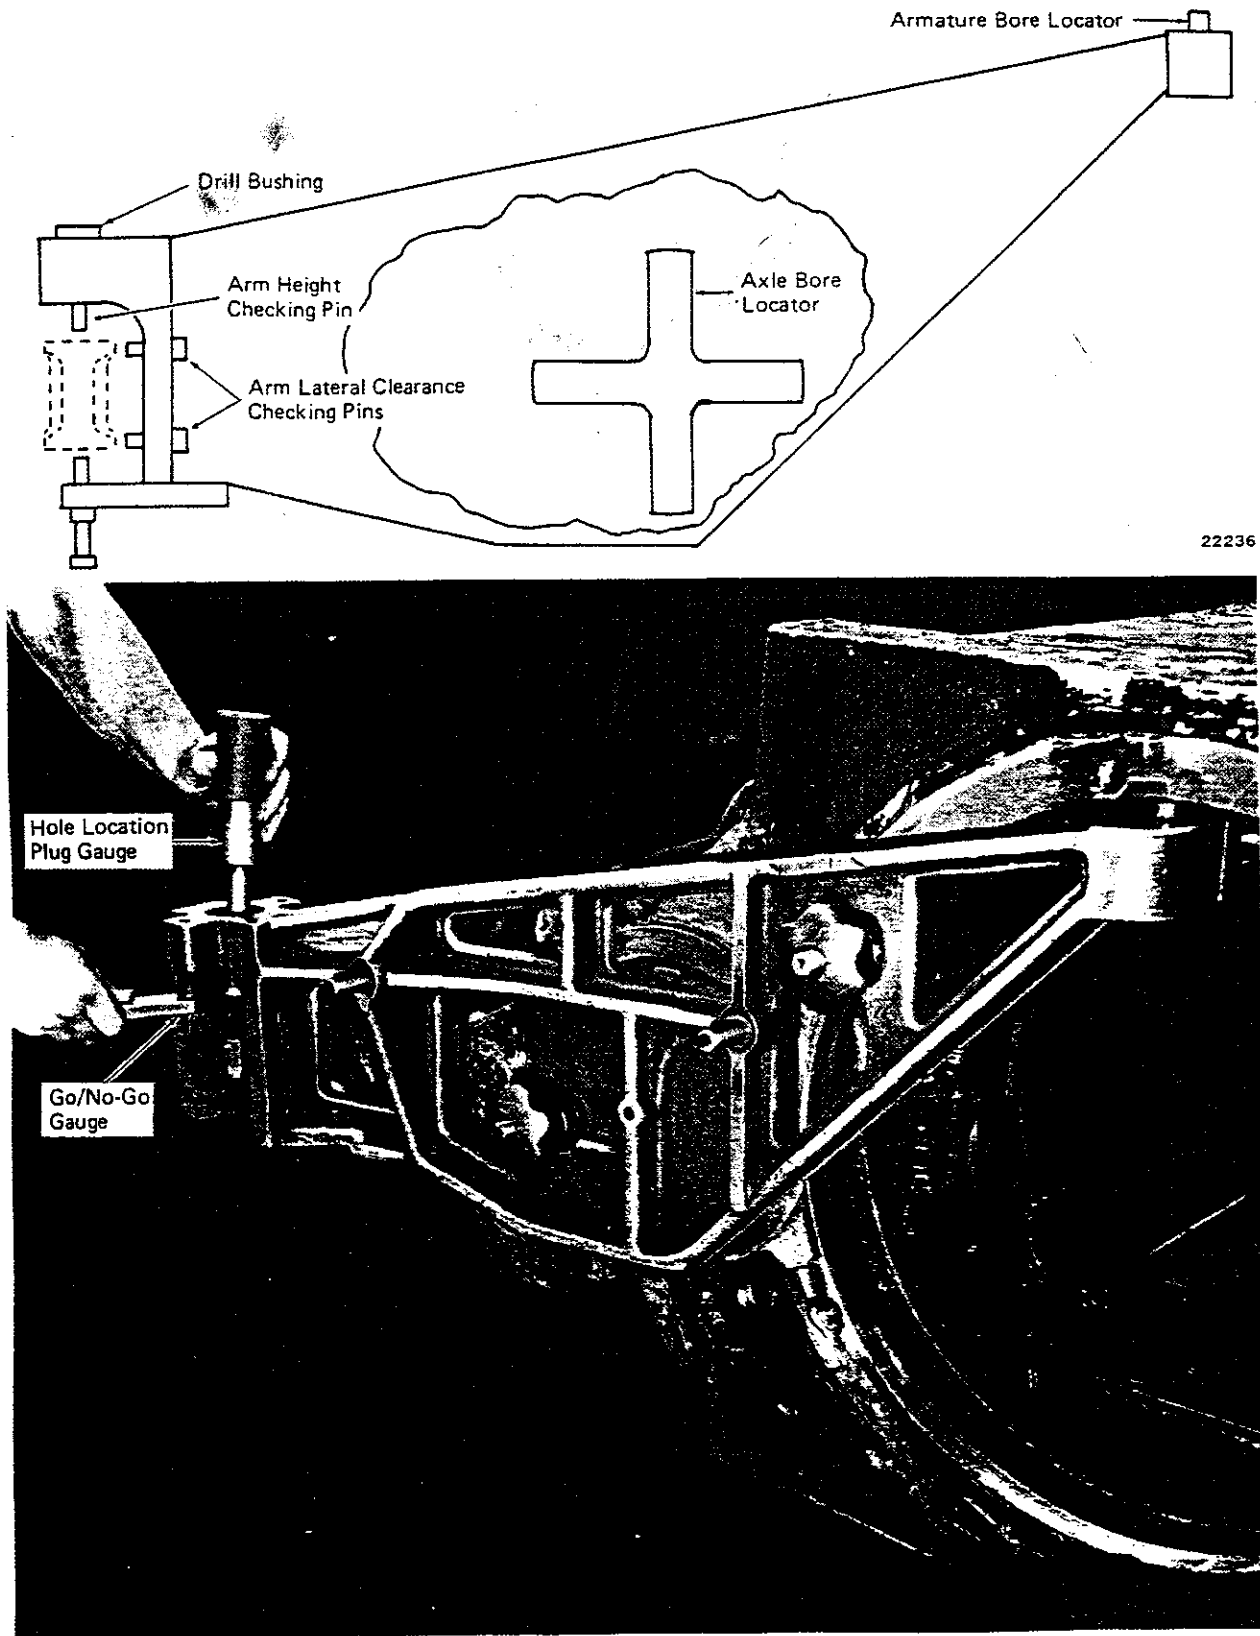 Armature Bore Locator
Drill Bushing
Arm Height
Checking Pin
Axle Bore
Locator
Arm Lateral Clearance
Checking Pins
22236
Hole Location
Plug Gauge
Go/No-Go
Gauge